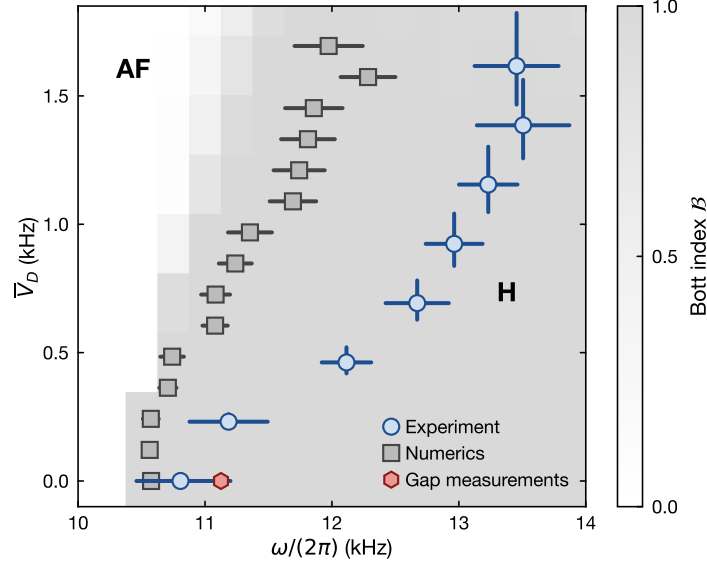 AF
H
1.5
1.0
0.5
0.0
V̅_D (kHz)
10
11
12
13
14
ω/(2π) (kHz)
Experiment
Numerics
Gap measurements
1.0
0.5
0.0
Bott index ℬ